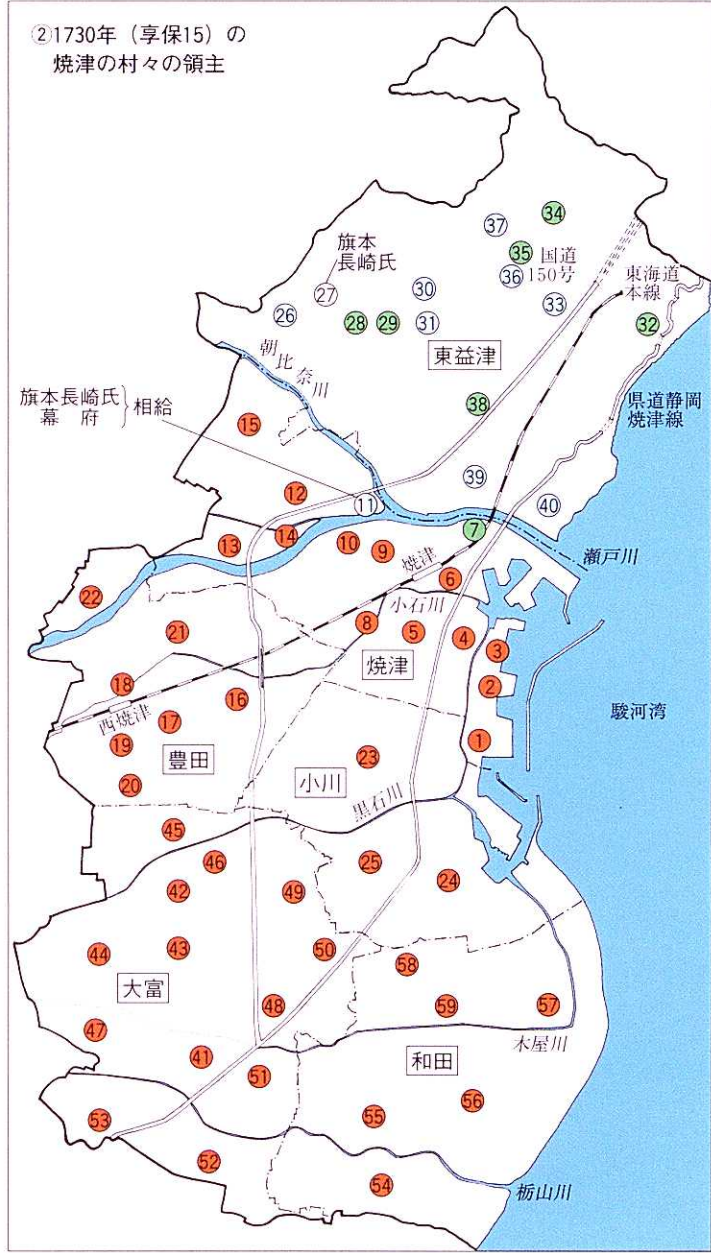 ②1730年（享保15）の
焼津の村々の領主
37
34
旗本
長崎氏
35
国道
150号
36
27
30
東海道
本線
26
28
29
31
33
32
東益津
朝比奈川
旗本長崎氏
幕府
相給
38
県道静岡
焼津線
15
12
11
39
40
7
瀬戸川
14
13
10
9
焼津
6
22
小石川
21
8
5
4
3
焼津
2
18
16
西焼津
17
駿河湾
1
19
豊田
小川
23
20
黒石川
45
46
25
42
49
24
44
43
50
58
大富
48
59
57
47
木屋川
41
和田
51
56
53
55
52
54
栃山川